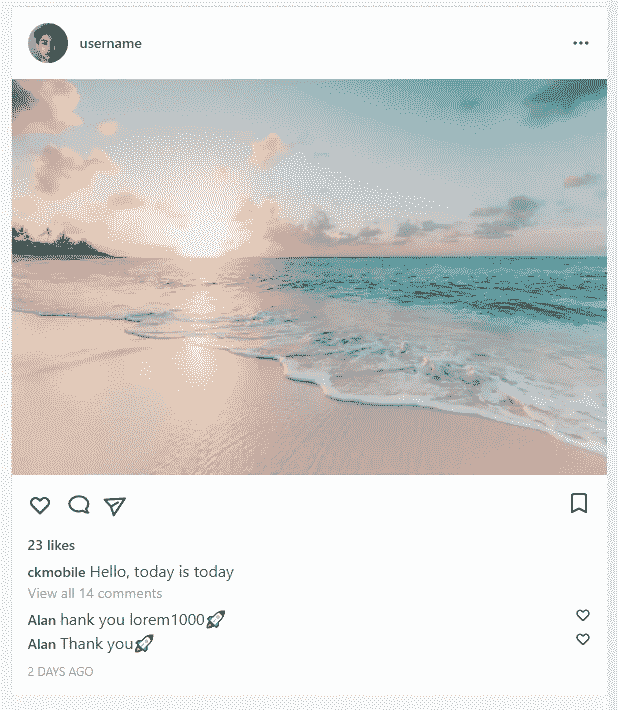 username
23 likes
ckmobile Hello, today is today
View all 14 comments
Alan hank you lorem1000🚀
Alan Thank you🚀
2 DAYS AGO